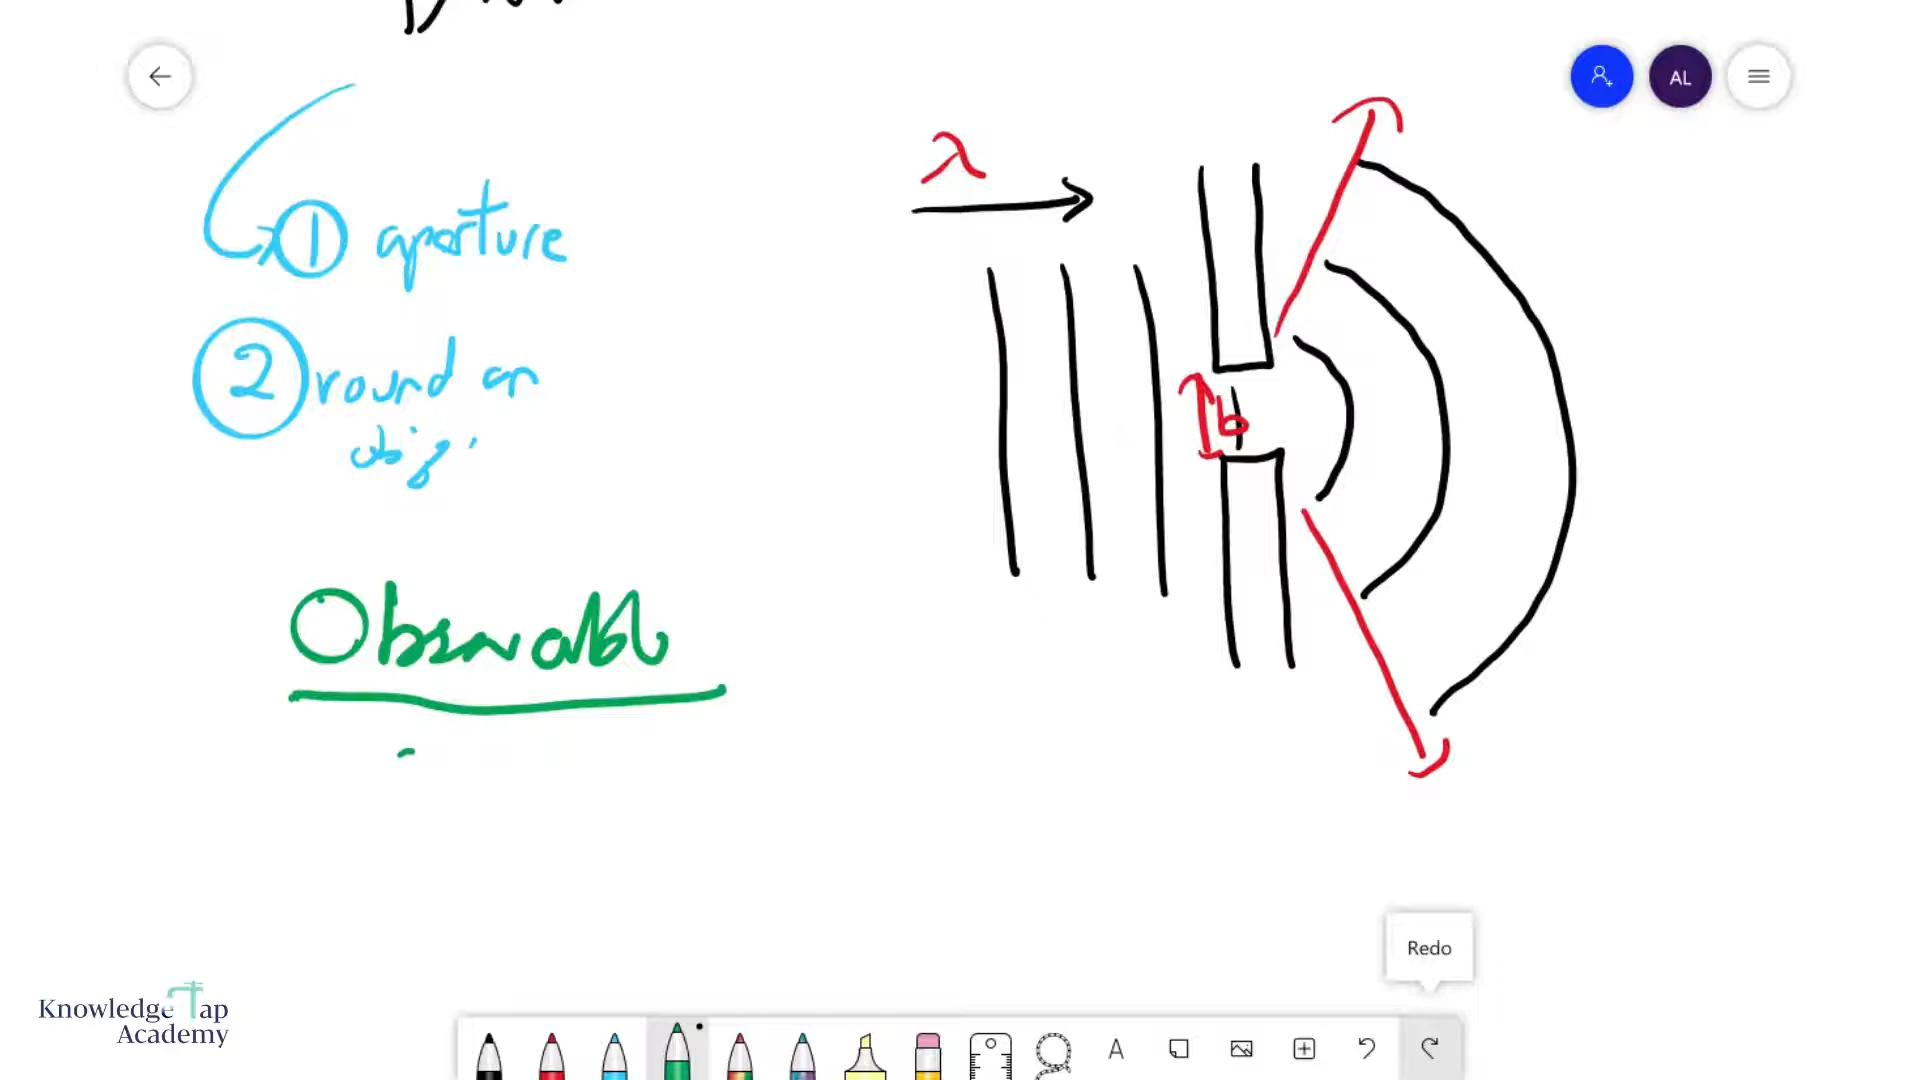 ① aperture
② round an
obj
Observable
λ
b
AL
Redo
A
Knowledge Tap
Academy